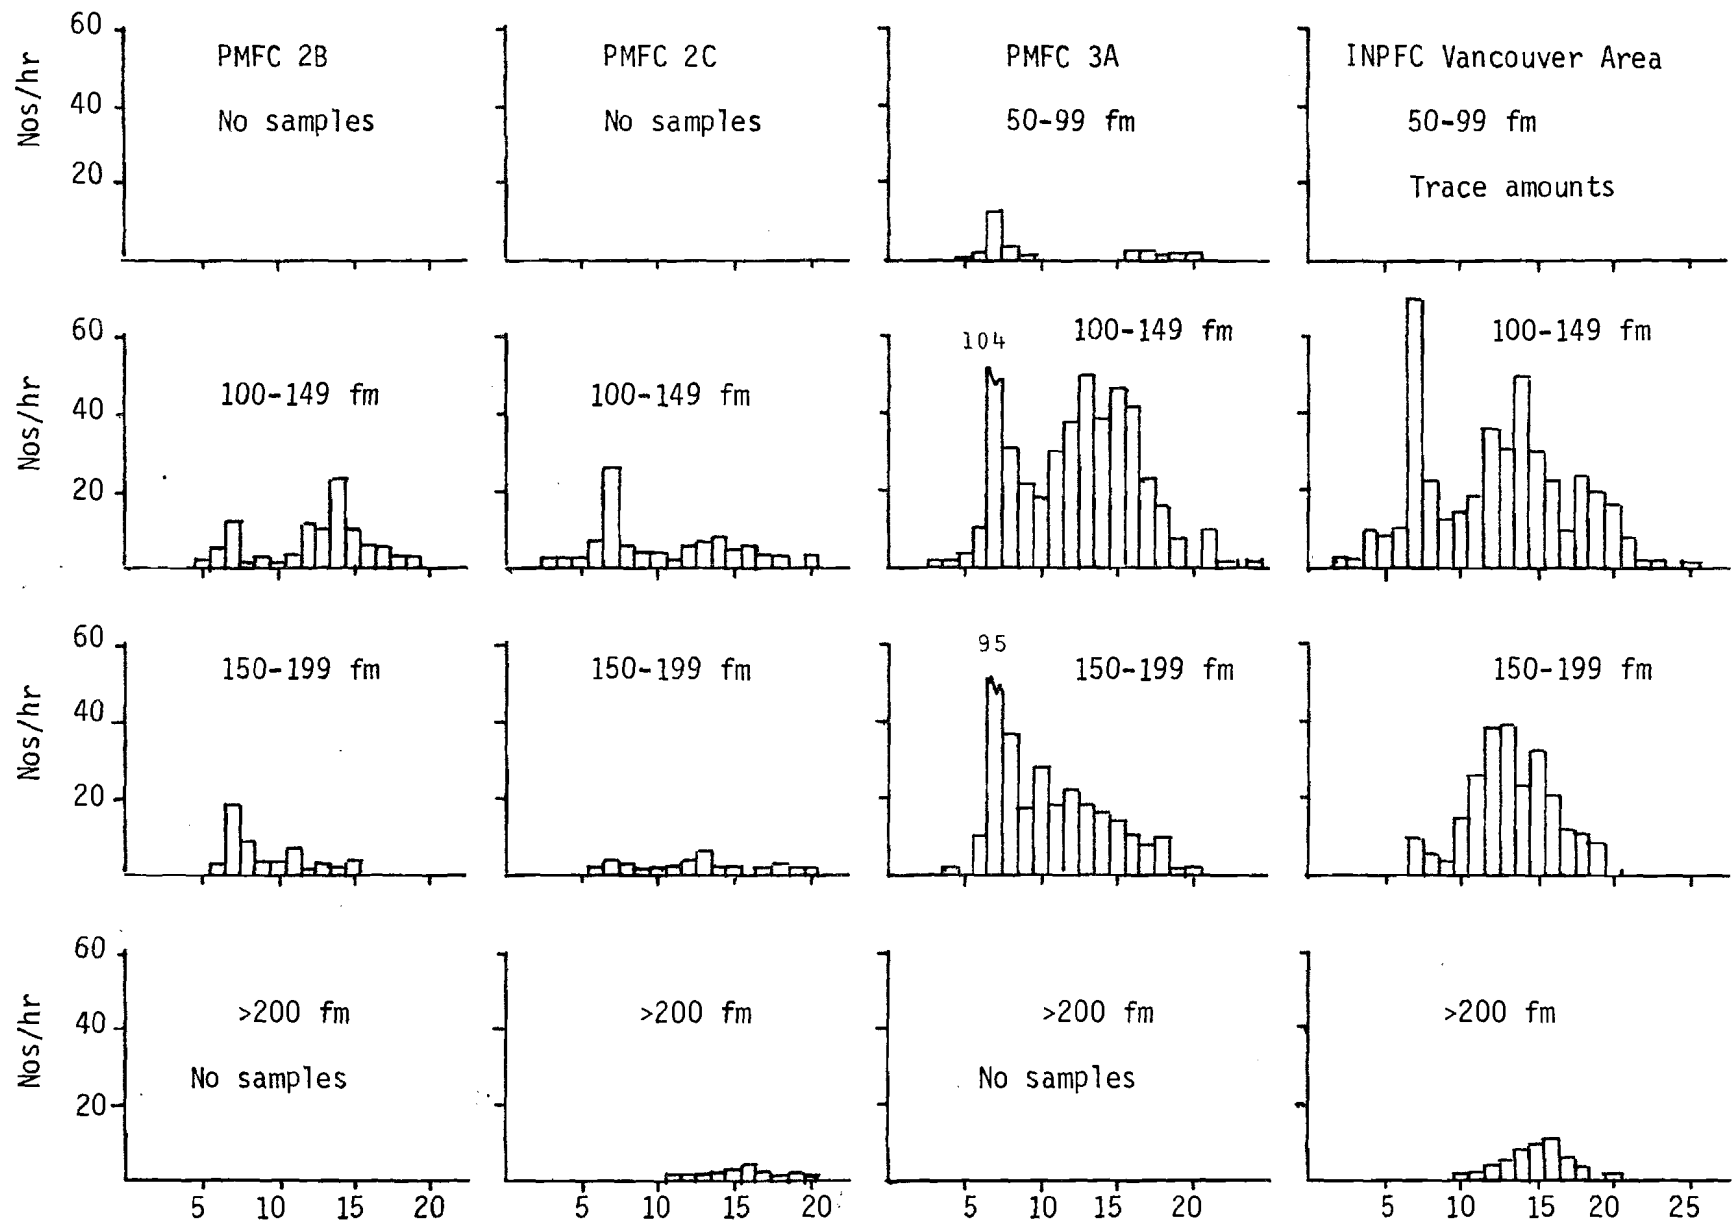 PMFC 2B
No samples
PMFC 2C
No samples
PMFC 3A
50-99 fm
INPFC Vancouver Area
50-99 fm
Trace amounts
Nos/hr
60
40
20
5
10
15
20
5
10
15
20
5
10
15
20
5
10
15
20
25
100-149 fm
100-149 fm
104
100-149 fm
100-149 fm
Nos/hr
60
40
20
150-199 fm
150-199 fm
95
150-199 fm
150-199 fm
Nos/hr
60
40
20
>200 fm
No samples
>200 fm
>200 fm
No samples
>200 fm
Nos/hr
60
40
20